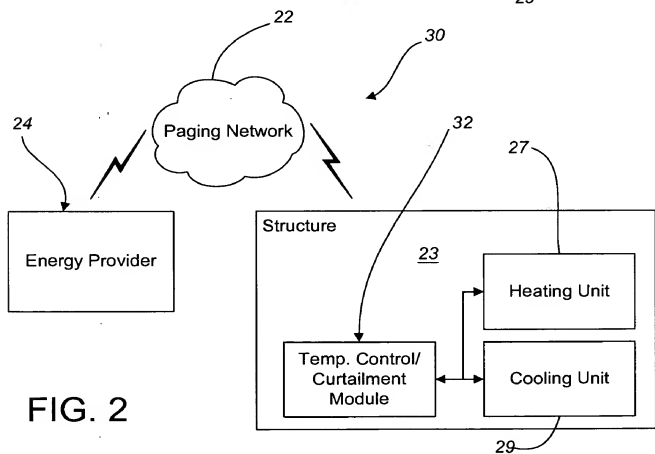 22
30
24
Paging Network
32
27
Structure
Energy Provider
23
Heating Unit
Temp. Control/
Curtailment
Module
Cooling Unit
FIG. 2
29